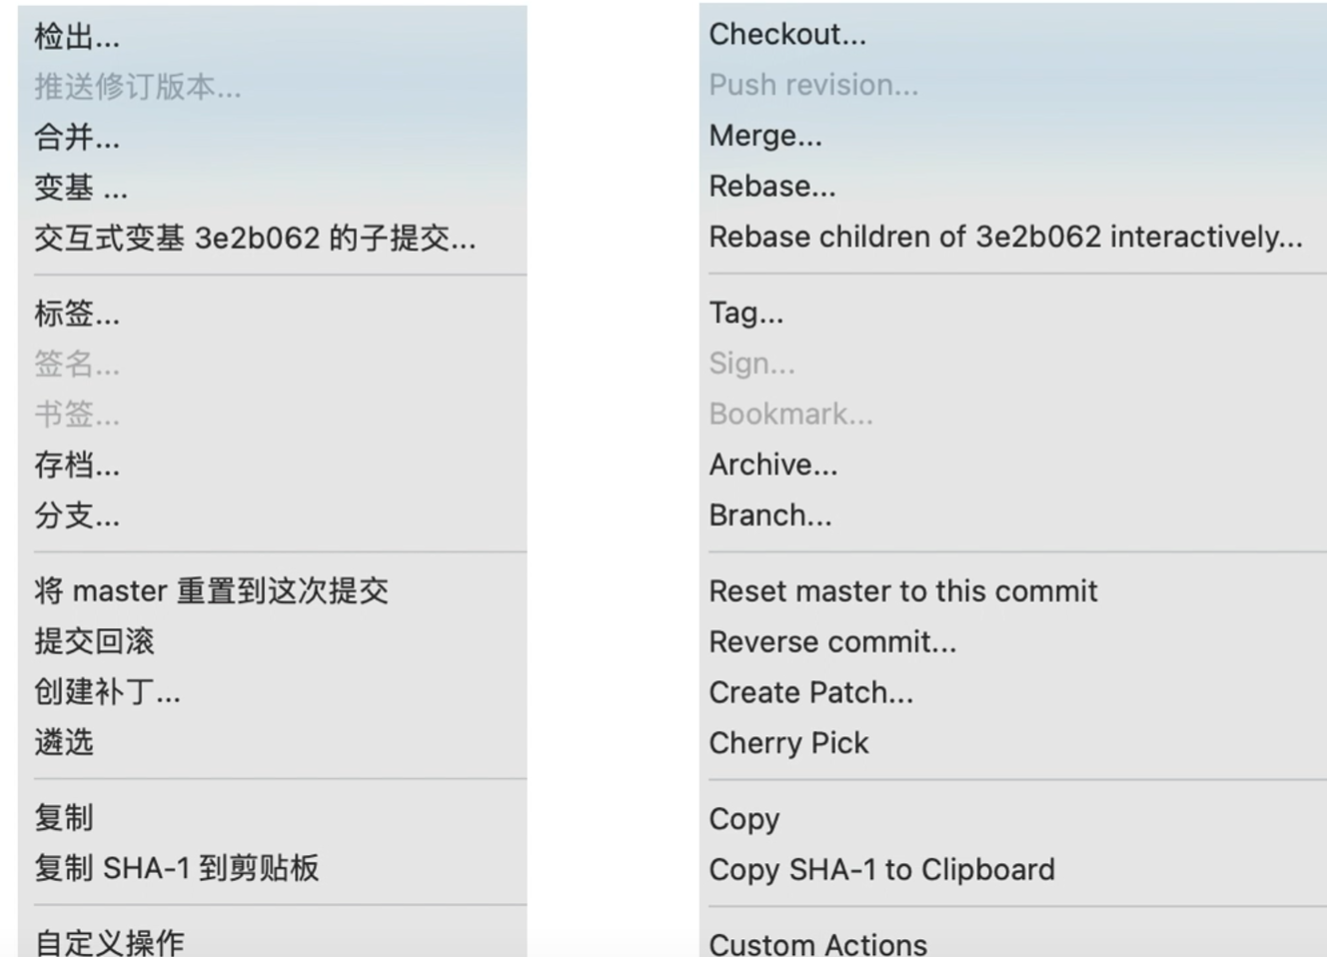 检出...
推送修订版本...
合并...
变基 ...
交互式变基 3e2b062 的子提交...
标签...
签名...
书签...
存档...
分支...
将 master 重置到这次提交
提交回滚
创建补丁...
遴选
复制
复制 SHA-1 到剪贴板
自定义操作
Checkout...
Push revision...
Merge...
Rebase...
Rebase children of 3e2b062 interactively...
Tag...
Sign...
Bookmark...
Archive...
Branch...
Reset master to this commit
Reverse commit...
Create Patch...
Cherry Pick
Copy
Copy SHA-1 to Clipboard
Custom Actions